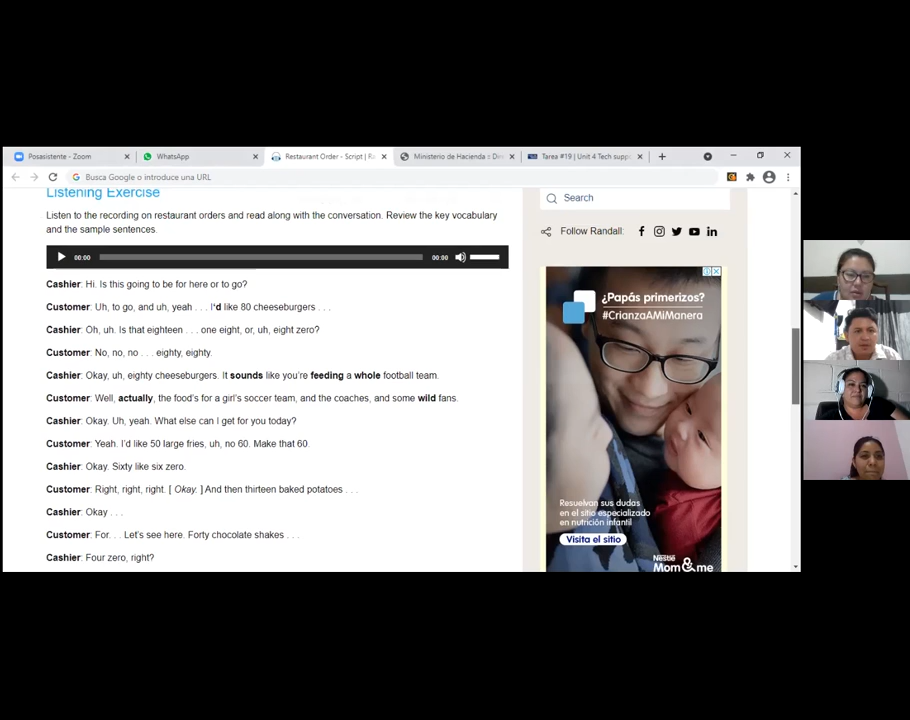 Posasistente - Zoom
WhatsApp
Restaurant Order - Script | Ra
Ministerio de Hacienda :: Dire
Tarea #19 | Unit 4 Tech supp
Busca Google o introduce una URL
Listening Exercise
Listen to the recording on restaurant orders and read along with the conversation. Review the key vocabulary
and the sample sentences.
00:00
00:00
Cashier: Hi. Is this going to be for here or to go?
Customer: Uh, to go, and uh, yeah . . . I'd like 80 cheeseburgers . . .
Cashier: Oh, uh. Is that eighteen . . . one eight, or, uh, eight zero?
Customer: No, no, no . . . eighty, eighty.
Cashier: Okay, uh, eighty cheeseburgers. It sounds like you're feeding a whole football team.
Customer: Well, actually, the food's for a girl's soccer team, and the coaches, and some wild fans.
Cashier: Okay. Uh, yeah. What else can I get for you today?
Customer: Yeah. I'd like 50 large fries, uh, no 60. Make that 60.
Cashier: Okay. Sixty like six zero.
Customer: Right, right, right. [ Okay. ] And then thirteen baked potatoes . . .
Cashier: Okay . . .
Customer: For. . . Let's see here. Forty chocolate shakes . . .
Cashier: Four zero, right?
Search
Follow Randall:
¿Papás primerizos?
#CrianzaAMiManera
Resuelvan sus dudas
en el sitio especializado
en nutrición infantil
Visita el sitio
Nestlé
Mom&me